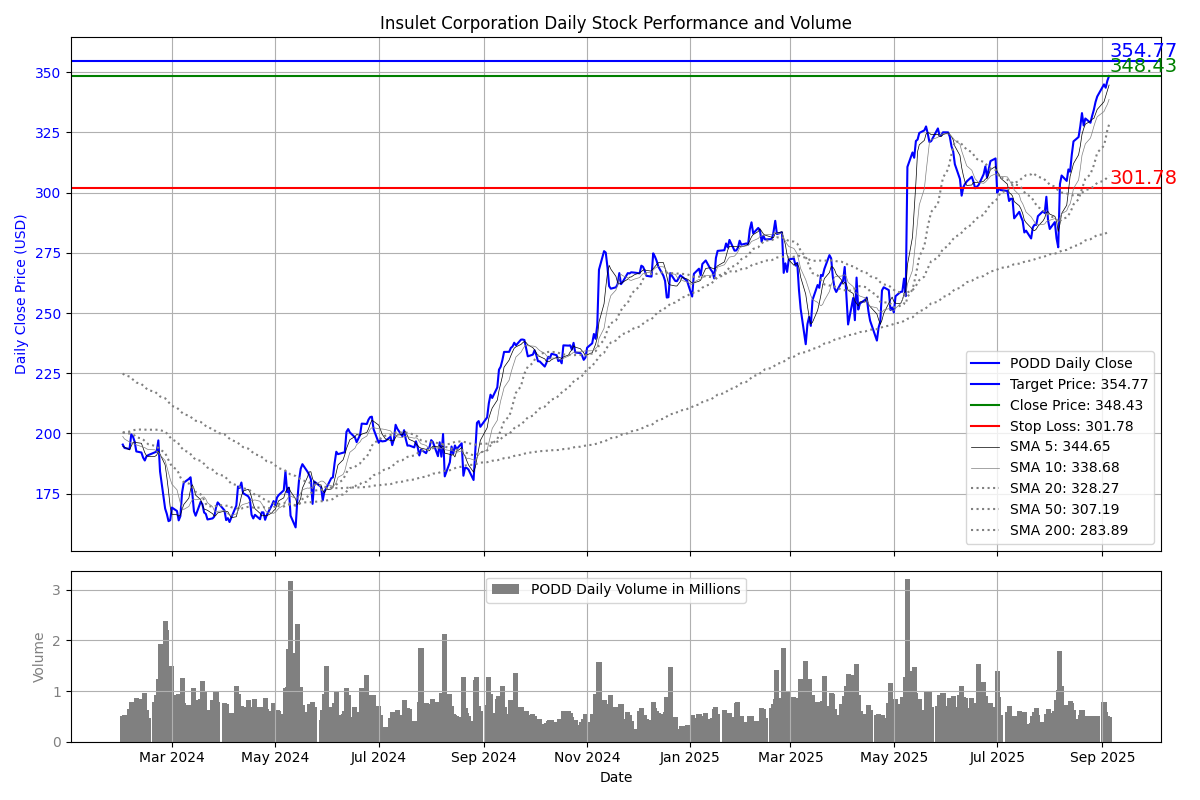 Insulet Corporation Daily Stock Performance and Volume
354.77
348.43
301.78
350
325
300
275
250
225
200
175
Daily Close Price (USD)
PODD Daily Close
Target Price: 354.77
Close Price: 348.43
Stop Loss: 301.78
SMA 5: 344.65
SMA 10: 338.68
SMA 20: 328.27
SMA 50: 307.19
SMA 200: 283.89
PODD Daily Volume in Millions
3
2
1
0
Volume
Mar 2024
May 2024
Jul 2024
Sep 2024
Nov 2024
Jan 2025
Mar 2025
May 2025
Jul 2025
Sep 2025
Date